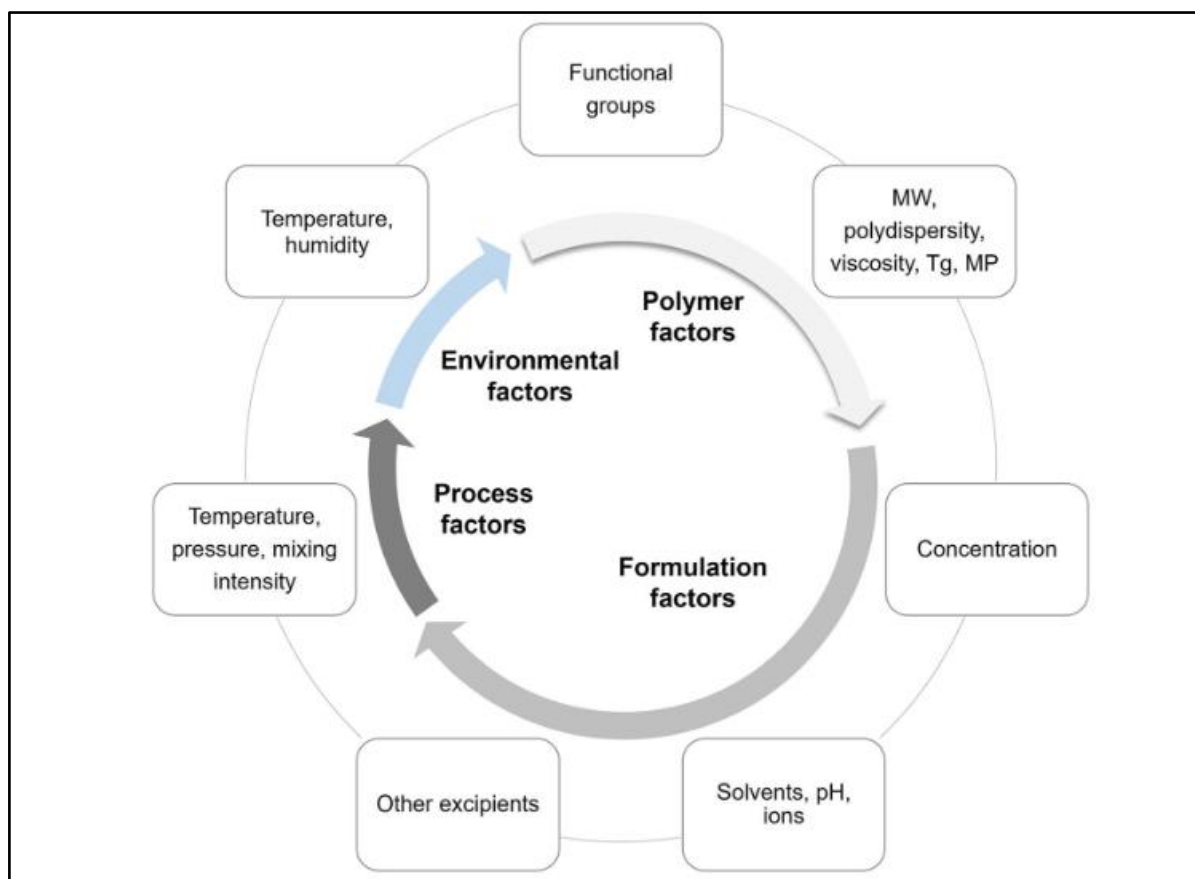 Functional
groups
MW,
polydispersity,
viscosity, Tg, MP
Concentration
Solvents, pH,
ions
Other excipients
Temperature,
pressure, mixing
intensity
Temperature,
humidity
Polymer
factors
Formulation
factors
Process
factors
Environmental
factors